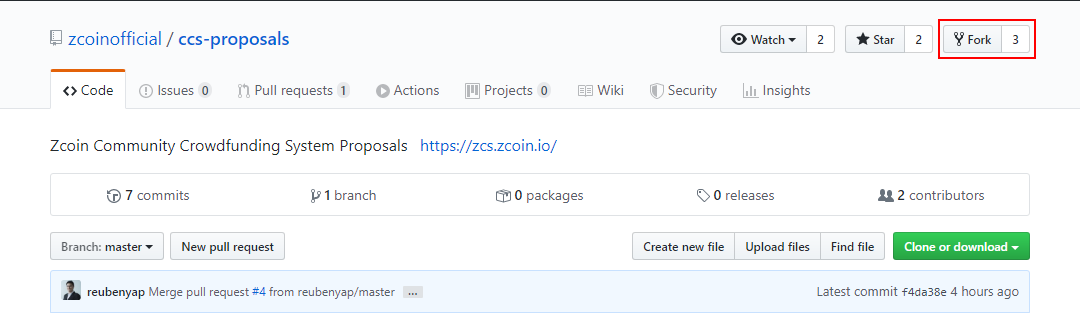 zcoinofficial / ccs-proposals
Watch 2 Star 2 Fork 3
Code Issues 0 Pull requests 1 Actions Projects 0 Wiki Security Insights
Zcoin Community Crowdfunding System Proposals https://zcs.zcoin.io/
7 commits 1 branch 0 packages 0 releases 2 contributors
Branch: master New pull request Create new file Upload files Find file Clone or download
reubenyap Merge pull request #4 from reubenyap/master ... Latest commit f4da38e 4 hours ago